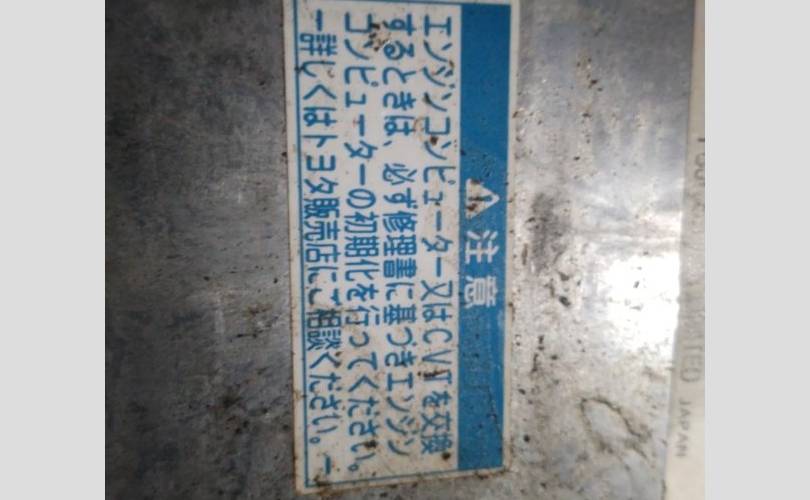 注意
エンジンコンピューター又はCVTを交換
するときは、必ず修理書に基づきエンジン
コンピューターの初期化を行ってください。
ー詳しくはトヨタ販売店にご相談ください。ー
JAPAN